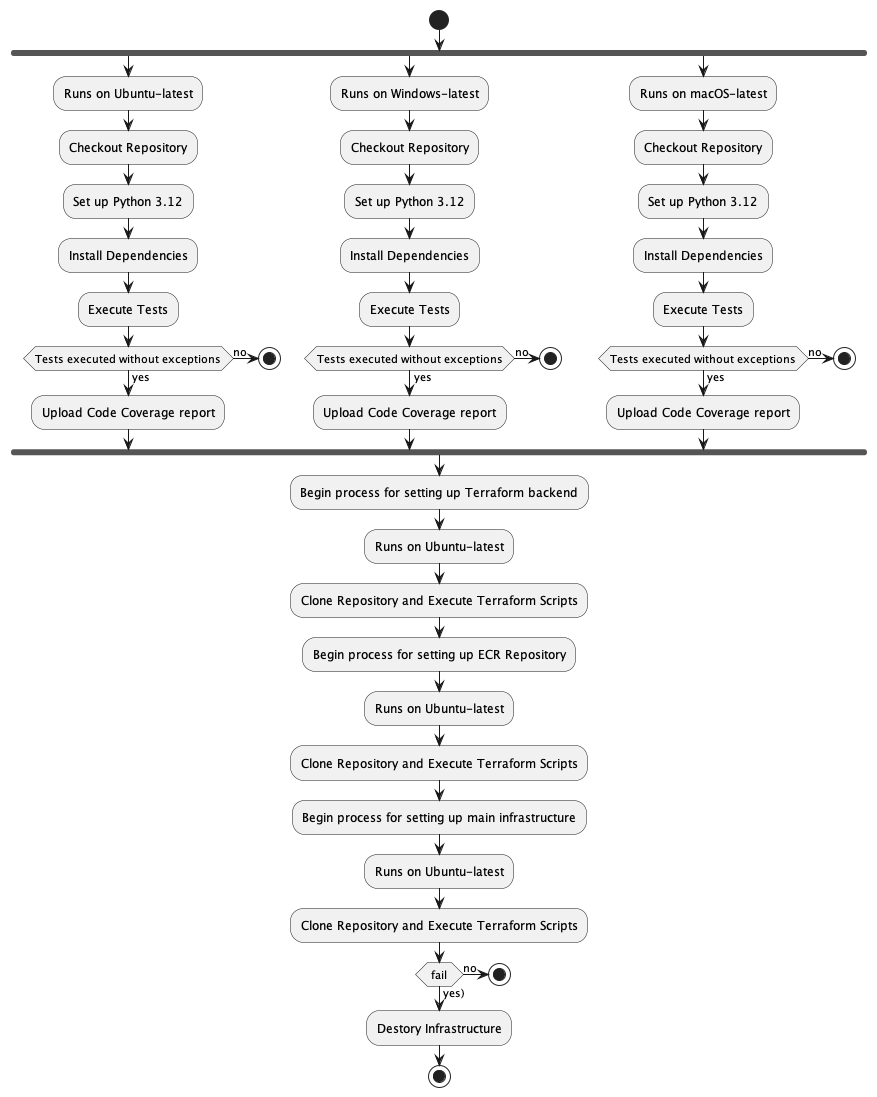 Runs on Ubuntu-latest
Runs on Windows-latest
Runs on macOS-latest
Checkout Repository
Checkout Repository
Checkout Repository
Set up Python 3.12
Set up Python 3.12
Set up Python 3.12
Install Dependencies
Install Dependencies
Install Dependencies
Execute Tests
Execute Tests
Execute Tests
Tests executed without exceptions
no
Tests executed without exceptions
no
Tests executed without exceptions
no
yes
yes
yes
Upload Code Coverage report
Upload Code Coverage report
Upload Code Coverage report
Begin process for setting up Terraform backend
Runs on Ubuntu-latest
Clone Repository and Execute Terraform Scripts
Begin process for setting up ECR Repository
Runs on Ubuntu-latest
Clone Repository and Execute Terraform Scripts
Begin process for setting up main infrastructure
Runs on Ubuntu-latest
Clone Repository and Execute Terraform Scripts
fail
no
yes)
Destory Infrastructure